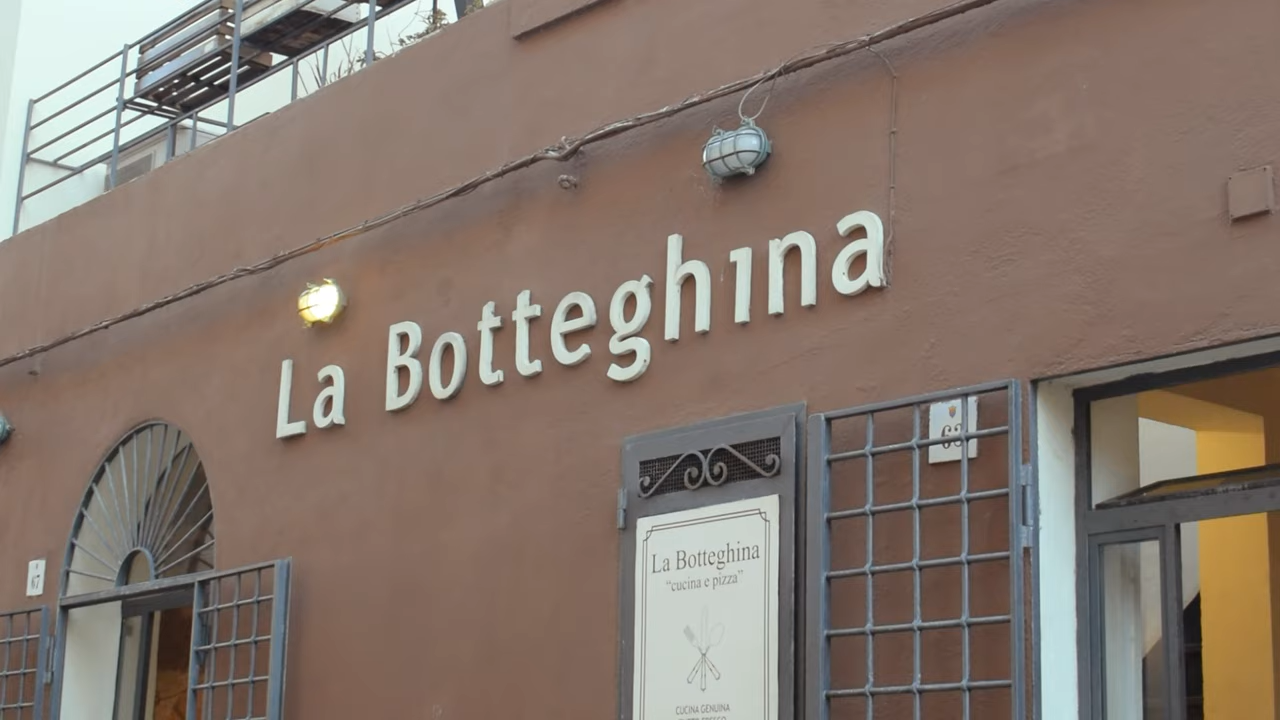 La Botteghina
63
67
La Botteghina
“cucina e pizza”
CUCINA GENUINA